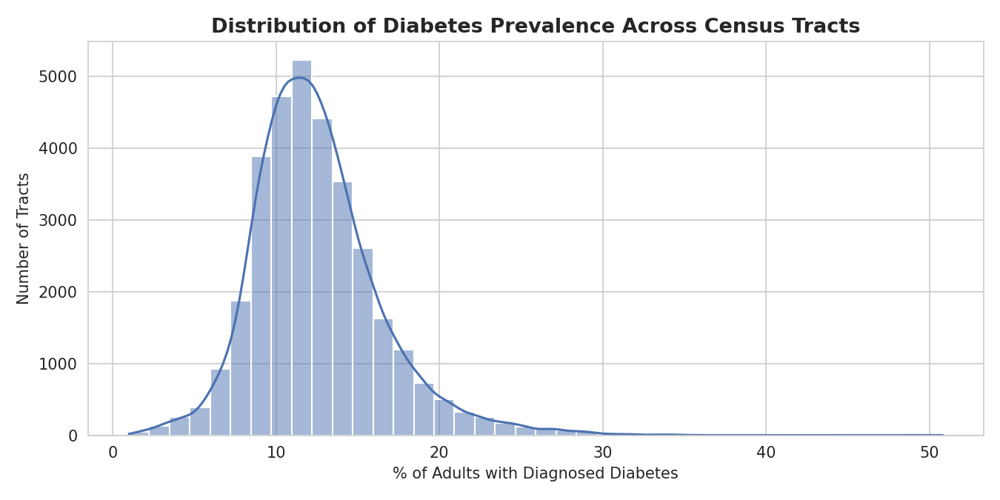 Distribution of Diabetes Prevalence Across Census Tracts
Number of Tracts
5000
4000
3000
2000
1000
0
0 10 20 30 40 50
% of Adults with Diagnosed Diabetes